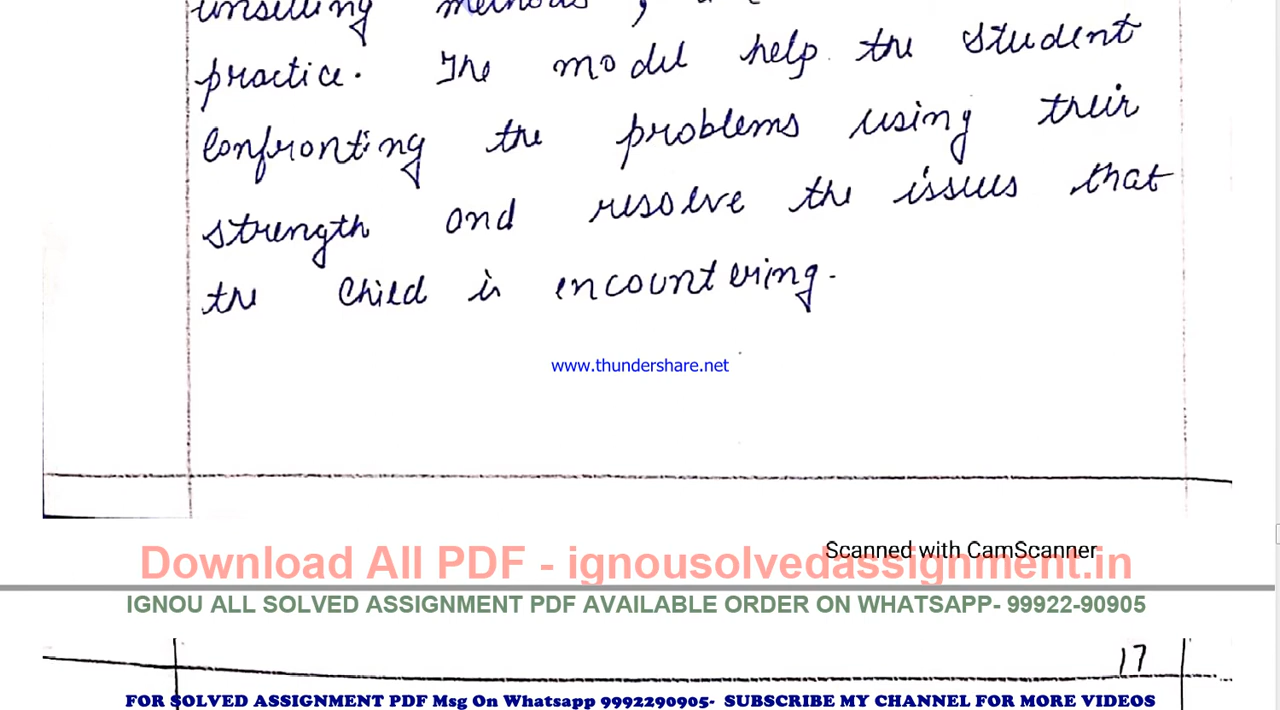 methods ,
practice. The model help the student
confronting the problems using their
strength and resolve the issues that
the child is encountering.
www.thundershare.net
Scanned with CamScanner
Download All PDF - ignousolvedassignment.in
IGNOU ALL SOLVED ASSIGNMENT PDF AVAILABLE ORDER ON WHATSAPP- 99922-90905
17
FOR SOLVED ASSIGNMENT PDF Msg On Whatsapp 9992290905- SUBSCRIBE MY CHANNEL FOR MORE VIDEOS